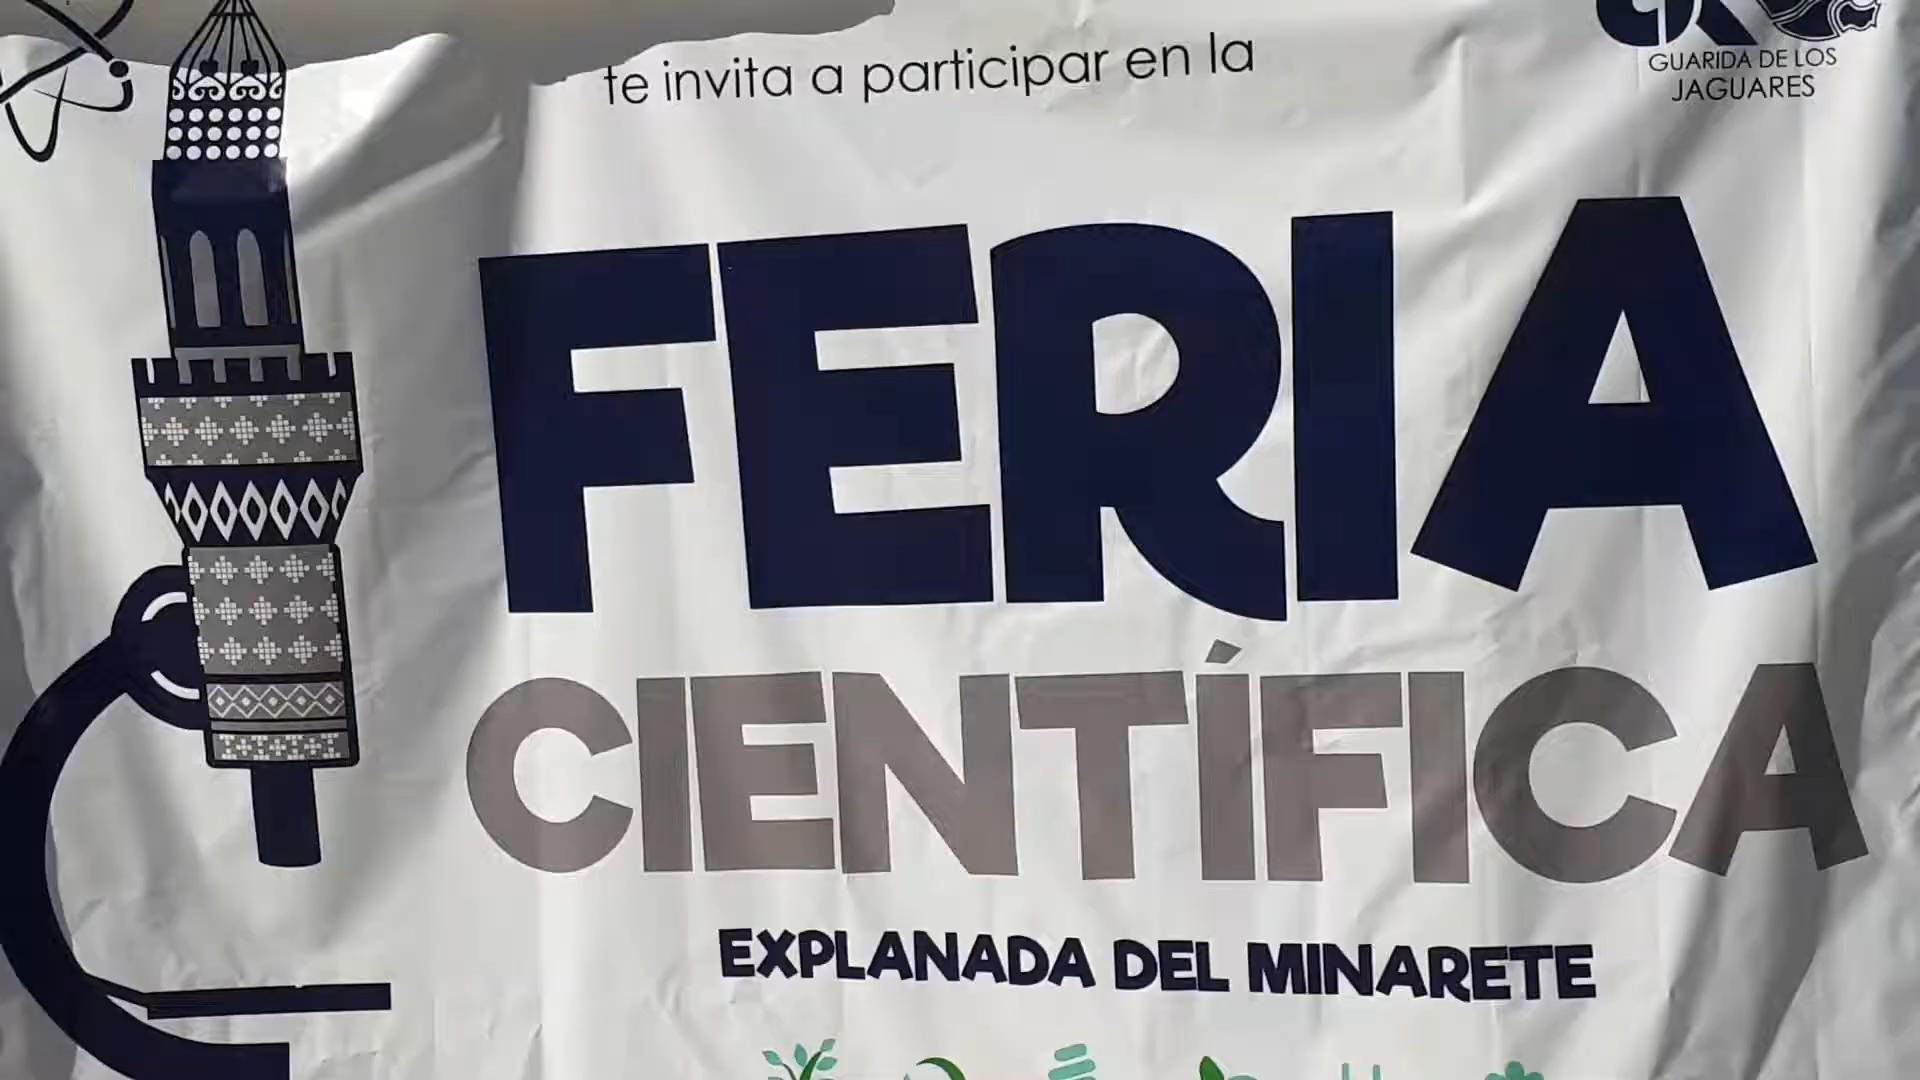 te invita a participar en la
GUARIDA DE LOS
JAGUARES
FERIA
CIENTÍFICA
EXPLANADA DEL MINARETE